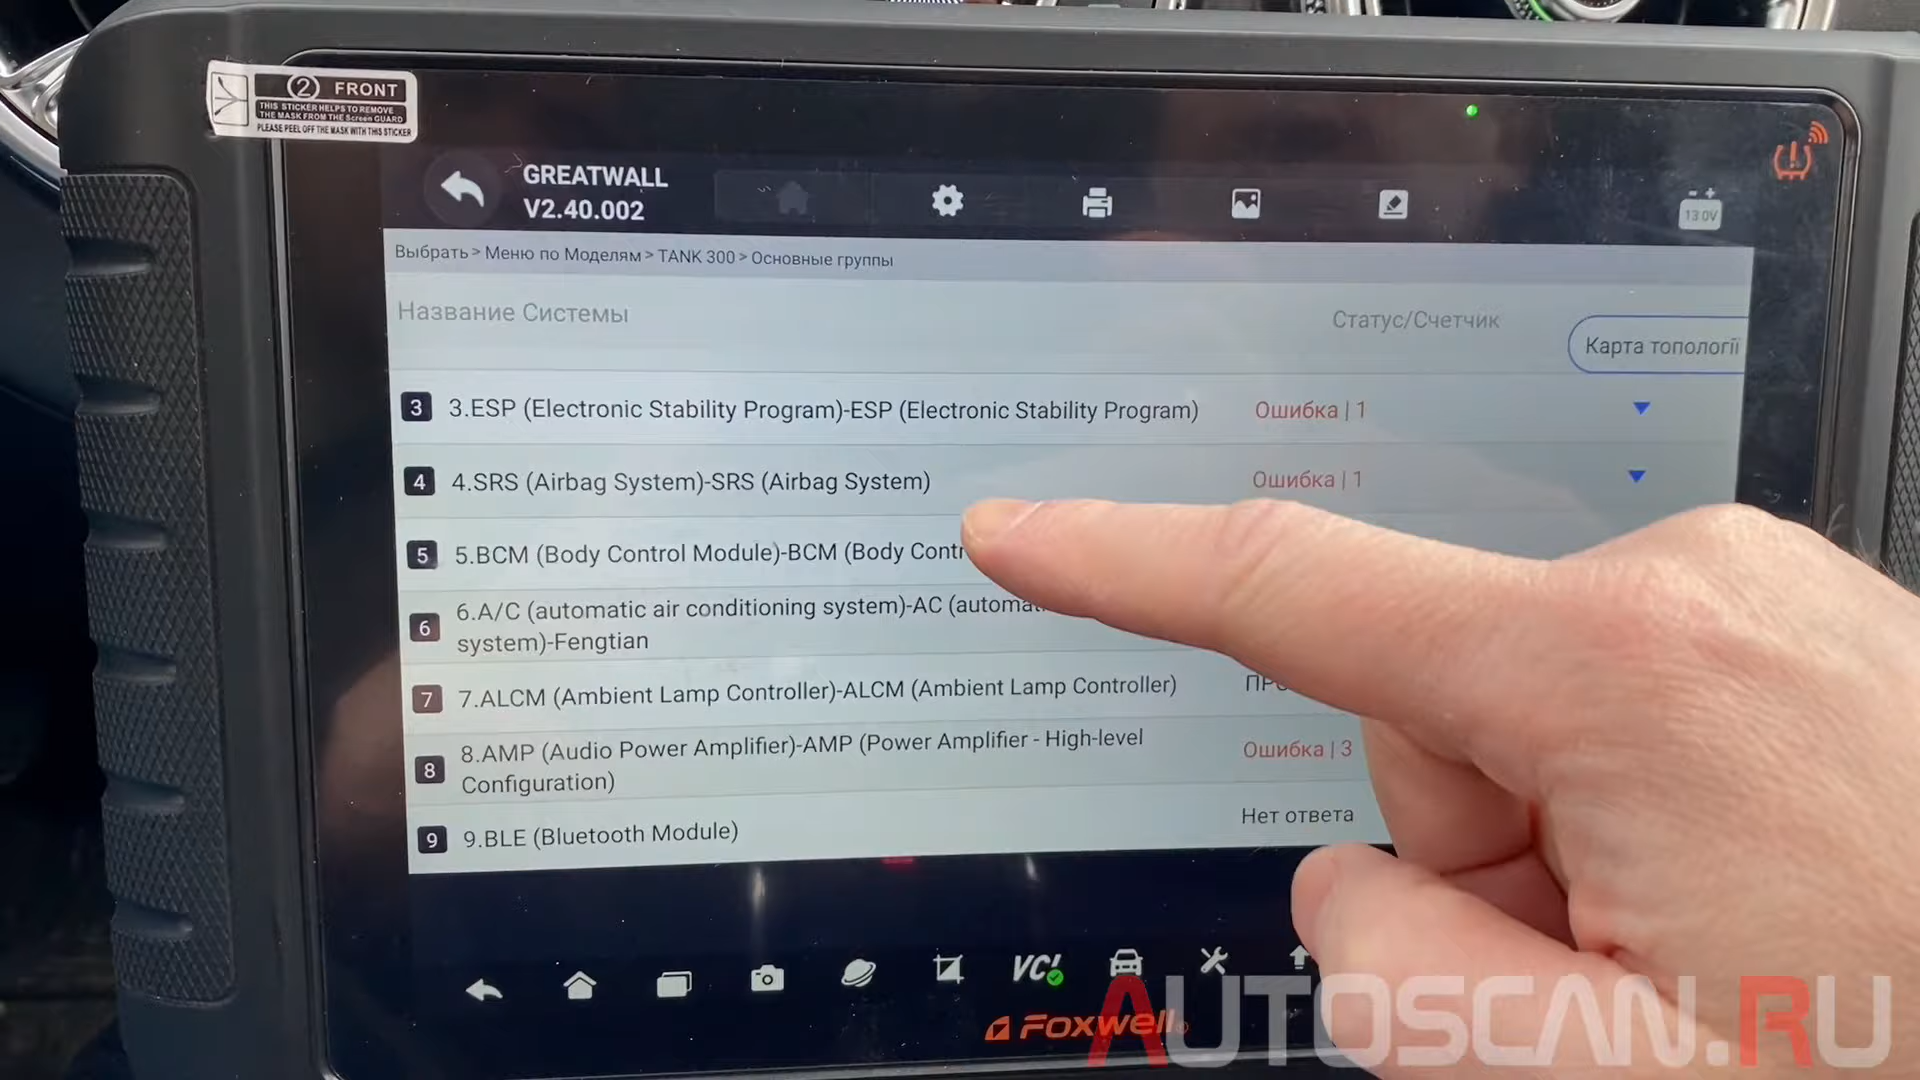 2 FRONT
THIS STICKER HELPS TO REMOVE
THE MASK FROM THE Screen GUARD
PLEASE PEEL OFF THE MASK WITH THIS STICKER
GREATWALL
V2.40.002
13.0V
Выбрать > Меню по Моделям > TANK 300 > Основные группы
Название Системы
Статус/Счетчик
Карта топології
3 3.ESP (Electronic Stability Program)-ESP (Electronic Stability Program) Ошибка | 1
4 4.SRS (Airbag System)-SRS (Airbag System) Ошибка | 1
5 5.BCM (Body Control Module)-BCM (Body
6 6.A/C (automatic air conditioning system)-AC
system)-Fengtian
7 7.ALCM (Ambient Lamp Controller)-ALCM (Ambient Lamp Controller)
8 8.AMP (Audio Power Amplifier)-AMP (Power Amplifier - High-level
Configuration) Ошибка | 3
9 9.BLE (Bluetooth Module) Нет ответа
VCI
FOXWELL
AUTOSCAN.RU